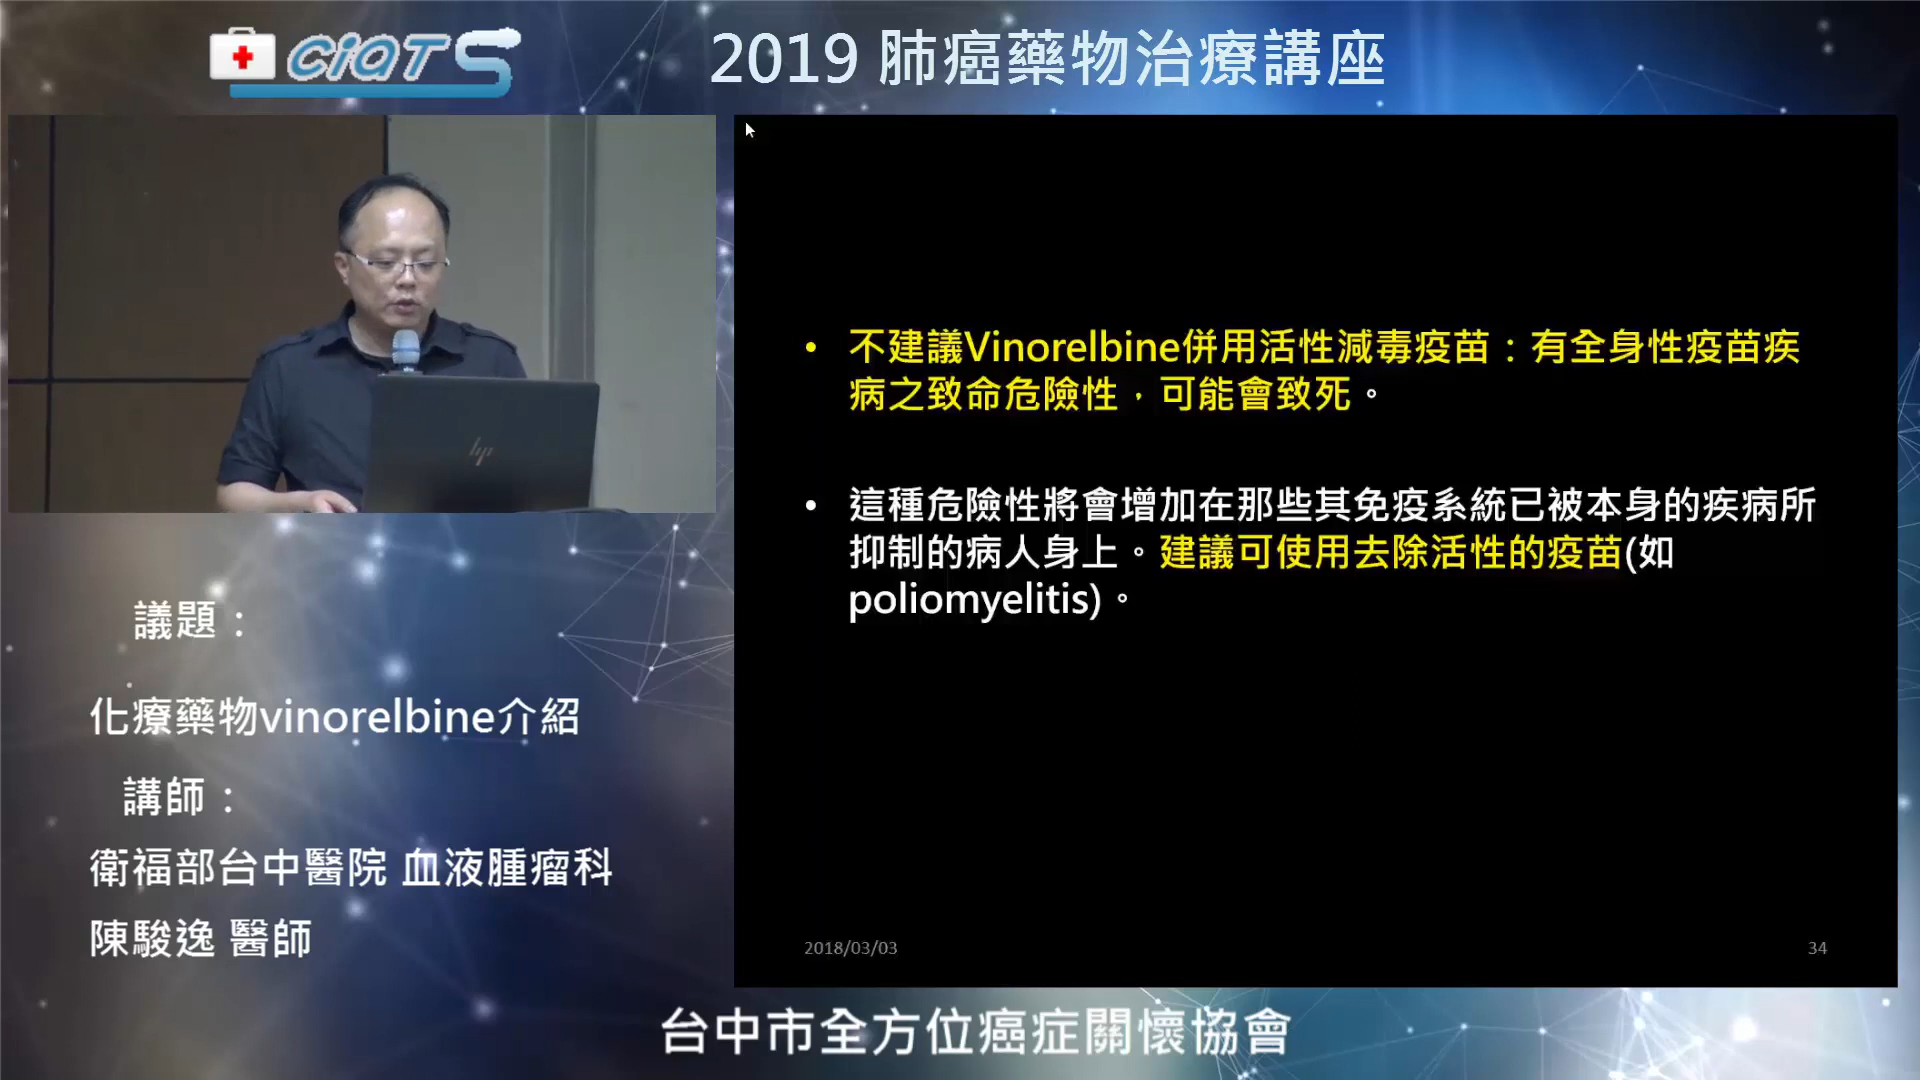 CiQTS
2019 肺癌藥物治療講座
• 不建議Vinorelbine併用活性減毒疫苗：有全身性疫苗疾
病之致命危險性，可能會致死。
• 這種危險性將會增加在那些其免疫系統已被本身的疾病所
抑制的病人身上。建議可使用去除活性的疫苗(如
poliomyelitis)。
2018/03/03
34
hp
議題：
化療藥物vinorelbine介紹
講師：
衛福部台中醫院 血液腫瘤科
陳駿逸 醫師
台中市全方位癌症關懷協會